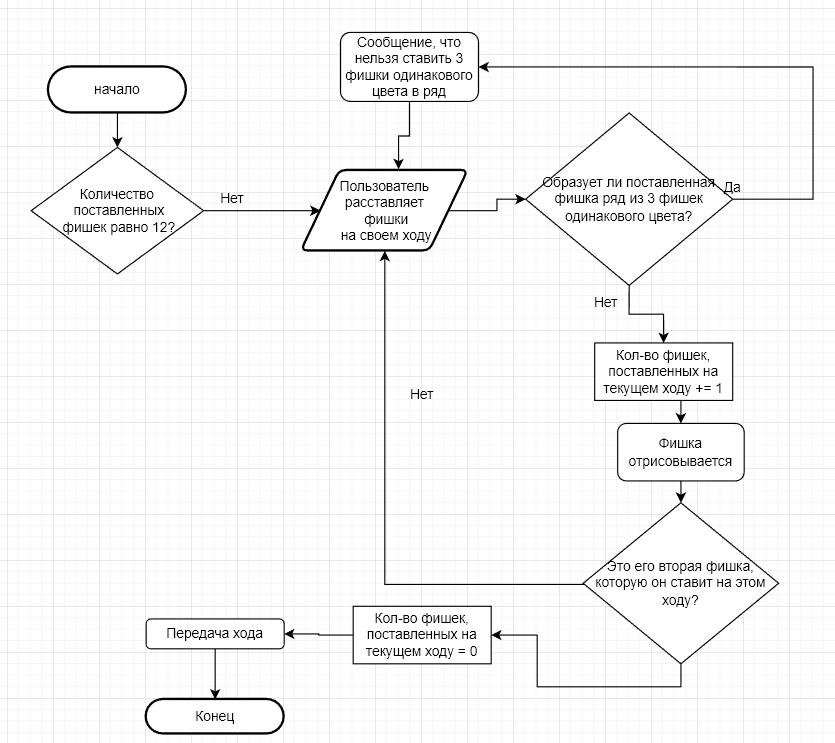 начало
Количество
поставленных
фишек равно 12?
Нет
Сообщение, что
нельзя ставить 3
фишки одинакового
цвета в ряд
Пользователь
расставляет
фишки
на своем ходу
Образует ли поставленная
фишка ряд из 3 фишек
одинакового цвета?
Да
Нет
Кол-во фишек,
поставленных на
текущем ходу += 1
Фишка
отрисовывается
Это его вторая фишка,
которую он ставит на этом
ходу?
Нет
Кол-во фишек,
поставленных на
текущем ходу = 0
Передача хода
Конец